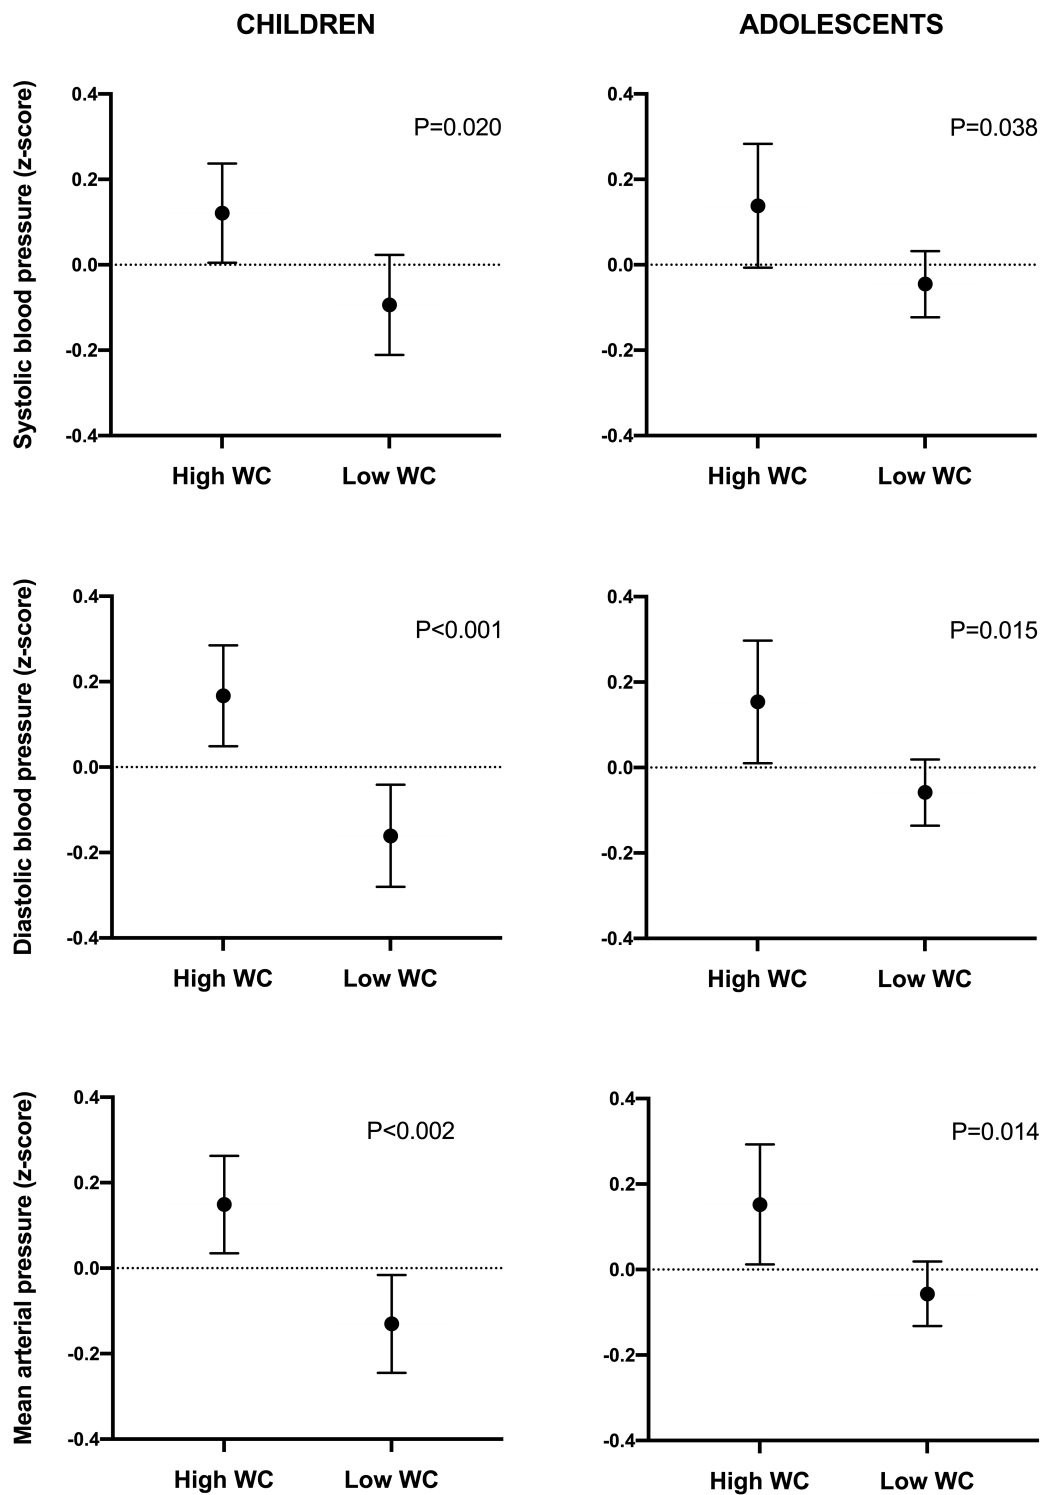 CHILDREN
ADOLESCENTS
Systolic blood pressure (z-score)
0.4
0.2
0.0
-0.2
-0.4
P=0.020
High WC
Low WC
0.4
0.2
0.0
-0.2
-0.4
P=0.038
High WC
Low WC
Diastolic blood pressure (z-score)
0.4
0.2
0.0
-0.2
-0.4
P<0.001
High WC
Low WC
0.4
0.2
0.0
-0.2
-0.4
P=0.015
High WC
Low WC
Mean arterial pressure (z-score)
0.4
0.2
0.0
-0.2
-0.4
P<0.002
High WC
Low WC
0.4
0.2
0.0
-0.2
-0.4
P=0.014
High WC
Low WC